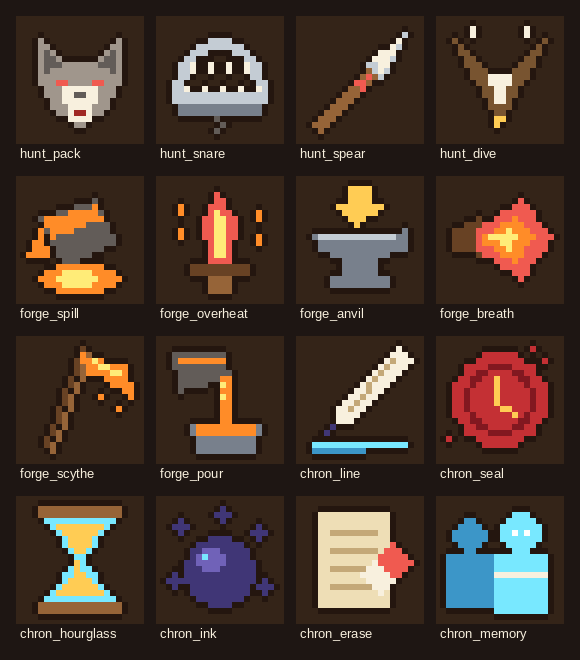 hunt_pack hunt_snare hunt_spear hunt_dive
forge_spill forge_overheat forge_anvil forge_breath
forge_scythe forge_pour chron_line chron_seal
chron_hourglass chron_ink chron_erase chron_memory